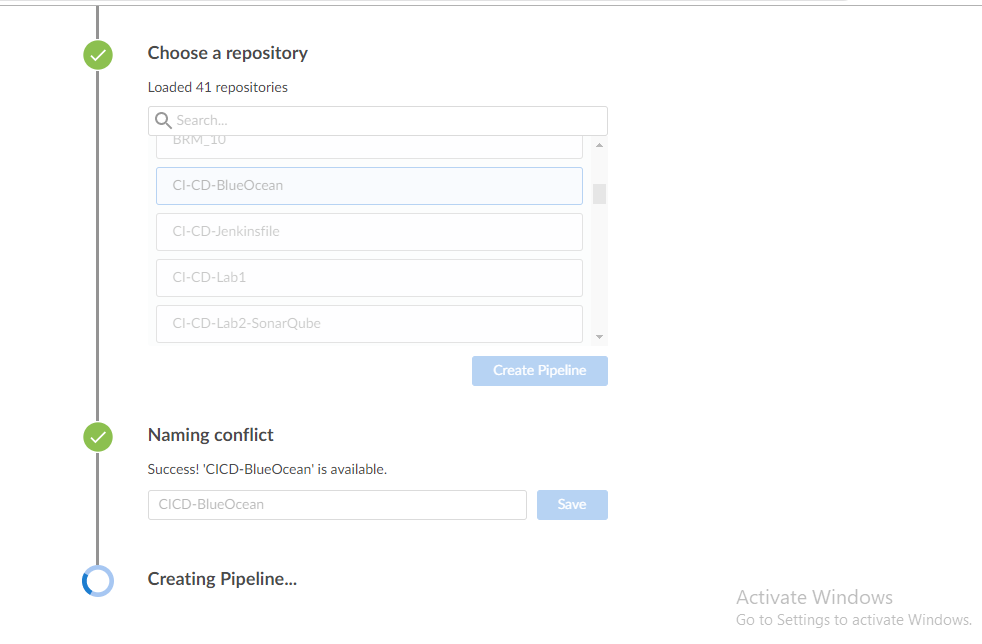 Choose a repository
Loaded 41 repositories
Search...
BRM_10
CI-CD-BlueOcean
CI-CD-Jenkinsfile
CI-CD-Lab1
CI-CD-Lab2-SonarQube
Create Pipeline
Naming conflict
Success! 'CICD-BlueOcean' is available.
CICD-BlueOcean
Save
Creating Pipeline...
Activate Windows
Go to Settings to activate Windows.